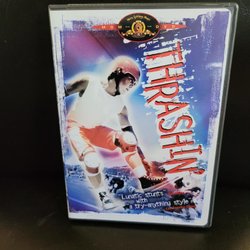 THRASHIN'
Lunatic stunts
with
a try-anything style